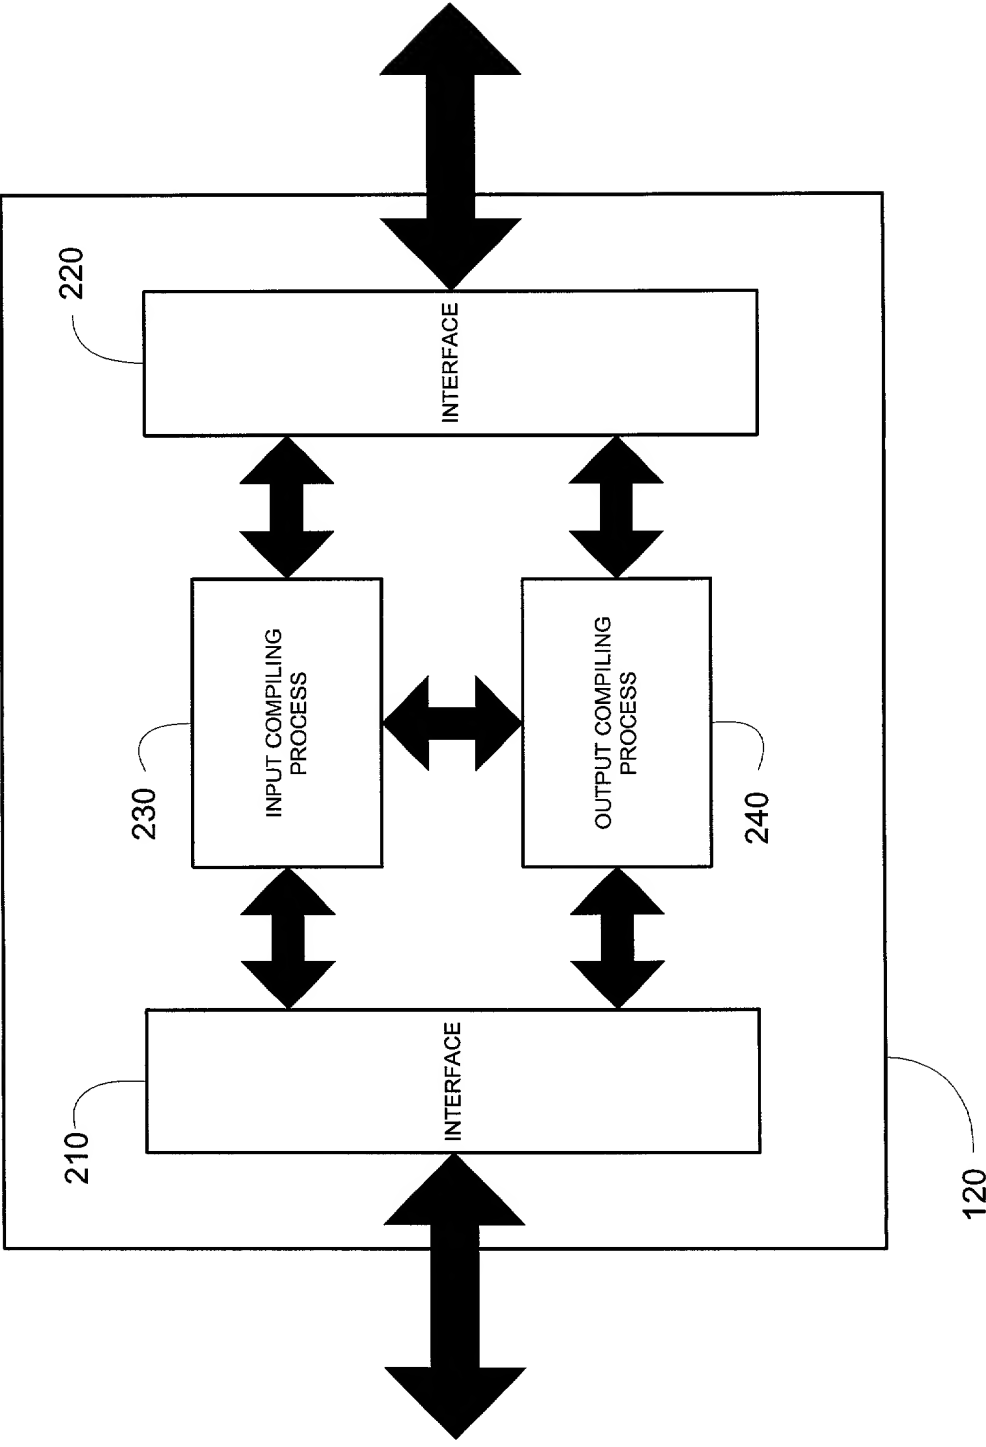 210
INTERFACE
230
INPUT COMPILING
PROCESS
OUTPUT COMPILING
PROCESS
240
220
INTERFACE
120